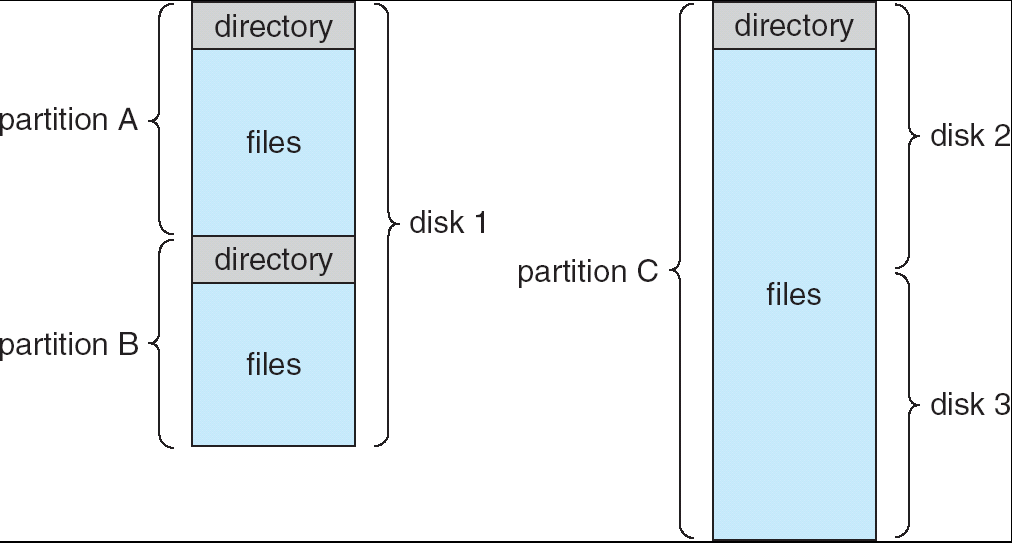 directory
partition A
files
disk 1
directory
partition B
files
directory
disk 2
partition C
files
disk 3